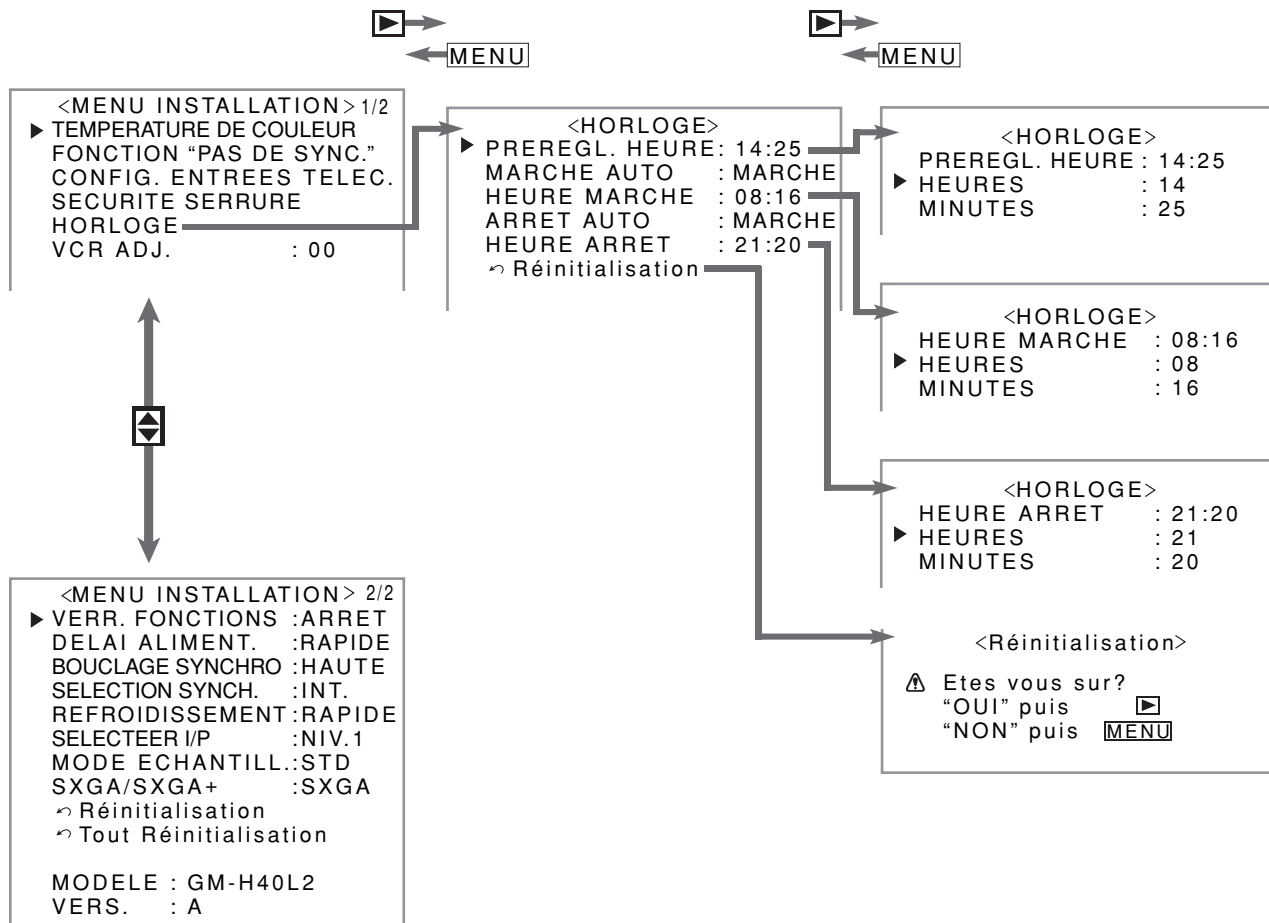 MENU
MENU
<MENU INSTALLATION> 1/2
TEMPERATURE DE COULEUR
FONCTION “PAS DE SYNC.”
CONFIG. ENTREES TELEC.
SECURITE SERRURE
HORLOGE
VCR ADJ. : 00
<HORLOGE>
PREREGL. HEURE : 14:25
MARCHE AUTO : MARCHE
HEURE MARCHE : 08:16
ARRET AUTO : MARCHE
HEURE ARRET : 21:20
Réinitialisation
<HORLOGE>
PREREGL. HEURE : 14:25
HEURES : 14
MINUTES : 25
<HORLOGE>
HEURE MARCHE : 08:16
HEURES : 08
MINUTES : 16
<HORLOGE>
HEURE ARRET : 21:20
HEURES : 21
MINUTES : 20
<Réinitialisation>
Etes vous sur?
“OUI” puis
“NON” puis MENU
<MENU INSTALLATION> 2/2
VERR. FONCTIONS :ARRET
DELAI ALIMENT. :RAPIDE
BOUCLAGE SYNCHRO :HAUTE
SELECTION SYNCH. :INT.
REFROIDISSEMENT :RAPIDE
SELECTEER I/P :NIV.1
MODE ECHANTILL. :STD
SXGA/SXGA+ :SXGA
Réinitialisation
Tout Réinitialisation
MODELE : GM-H40L2
VERS. : A